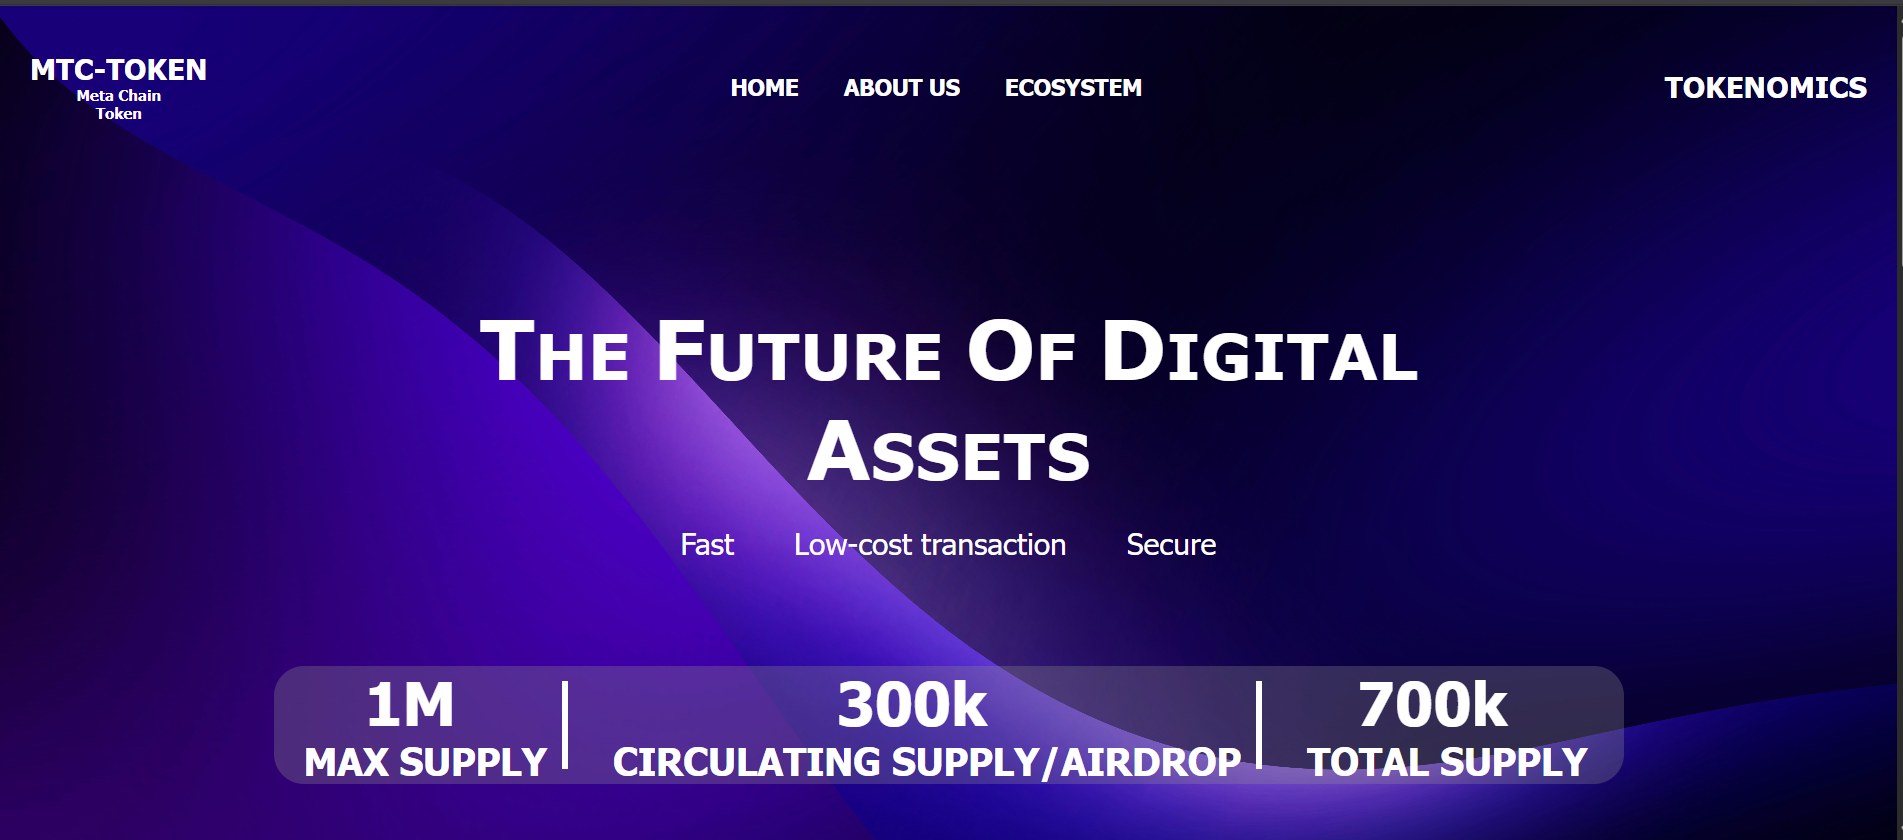 MTC-TOKEN
Meta Chain
Token
HOME ABOUT US ECOSYSTEM
TOKENOMICS
The Future Of Digital
Assets
Fast Low-cost transaction Secure
1M
MAX SUPPLY
300k
CIRCULATING SUPPLY/AIRDROP
700k
TOTAL SUPPLY